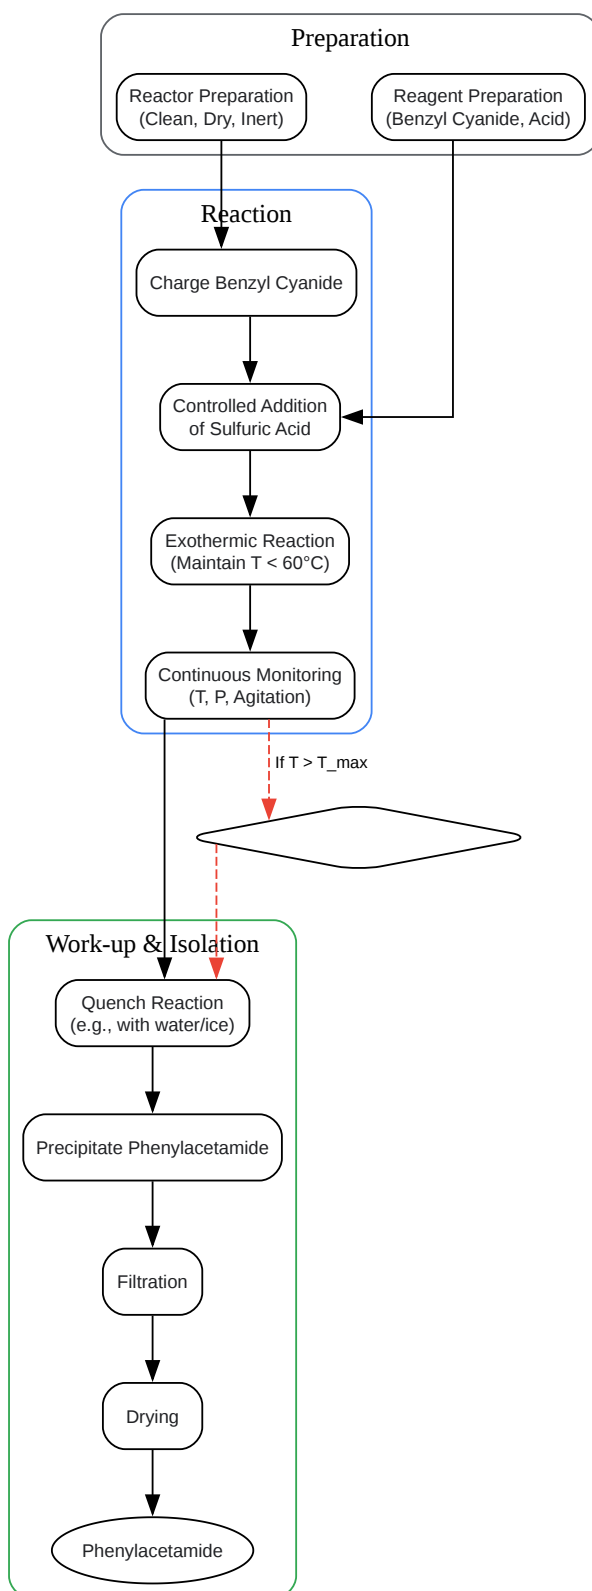 Preparation
Reactor Preparation
(Clean, Dry, Inert)
Reagent Preparation
(Benzyl Cyanide, Acid)
Reaction
Charge Benzyl Cyanide
Controlled Addition
of Sulfuric Acid
Exothermic Reaction
(Maintain T < 60°C)
Continuous Monitoring
(T, P, Agitation)
If T > T_max
Work-up & Isolation
Quench Reaction
(e.g., with water/ice)
Precipitate Phenylacetamide
Filtration
Drying
Phenylacetamide